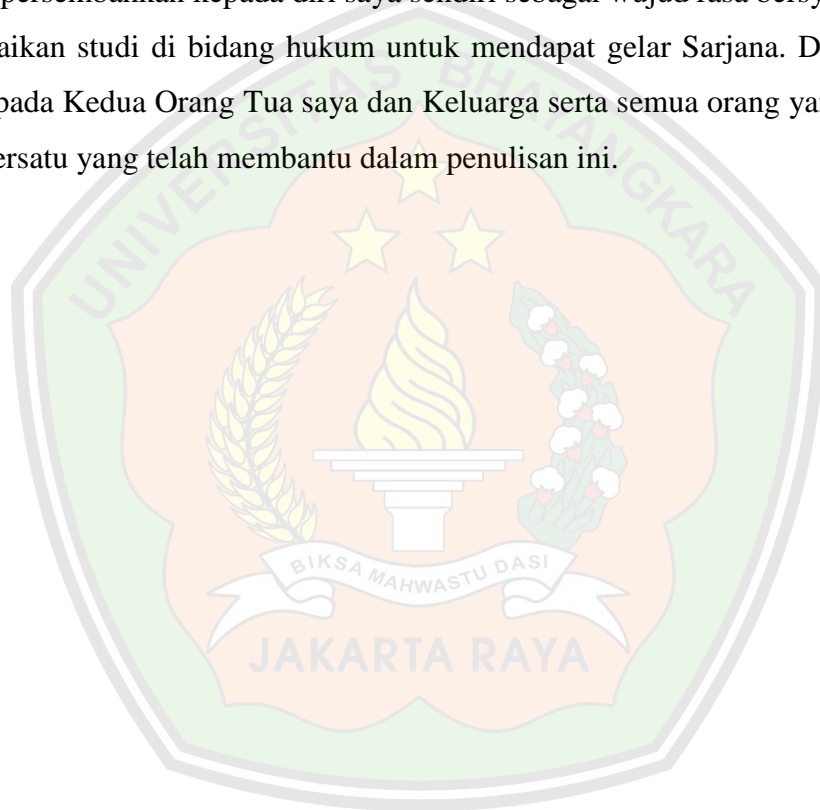 persembahkan kepada diri saya sendiri sebagai wujud rasa
aikan studi di bidang hukum untuk mendapat gelar Sarjana.
pada Kedua Orang Tua saya dan Keluarga serta semua orang
ersatu yang telah membantu dalam penulisan ini.
UNIVERSITAS BHAYANGKARA
BIKSA MAHWASTU DASI
JAKARTA RAYA